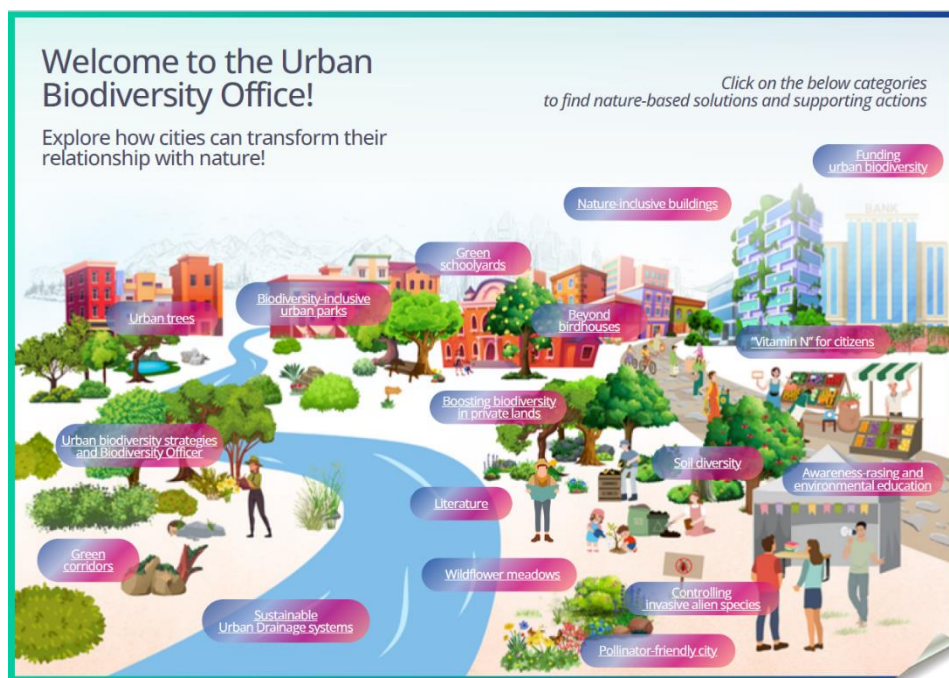 Welcome to the Urban
Biodiversity Office!
Explore how cities can transform their
relationship with nature!
Click on the below categories
to find nature-based solutions and supporting actions
Funding
urban biodiversity
Nature-inclusive buildings
BANK
Green
schoolyards
Biodiversity-inclusive
urban parks
Urban trees
Beyond
birdhouses
"Vitamin N" for citizens
Boosting biodiversity
in private lands
Urban biodiversity strategies
and Biodiversity Officer
Soil diversity
Awareness-rasing and
environmental education
Literature
Green
corridors
Wildflower meadows
Controlling
invasive alien species
Sustainable
Urban Drainage systems
Pollinator-friendly city